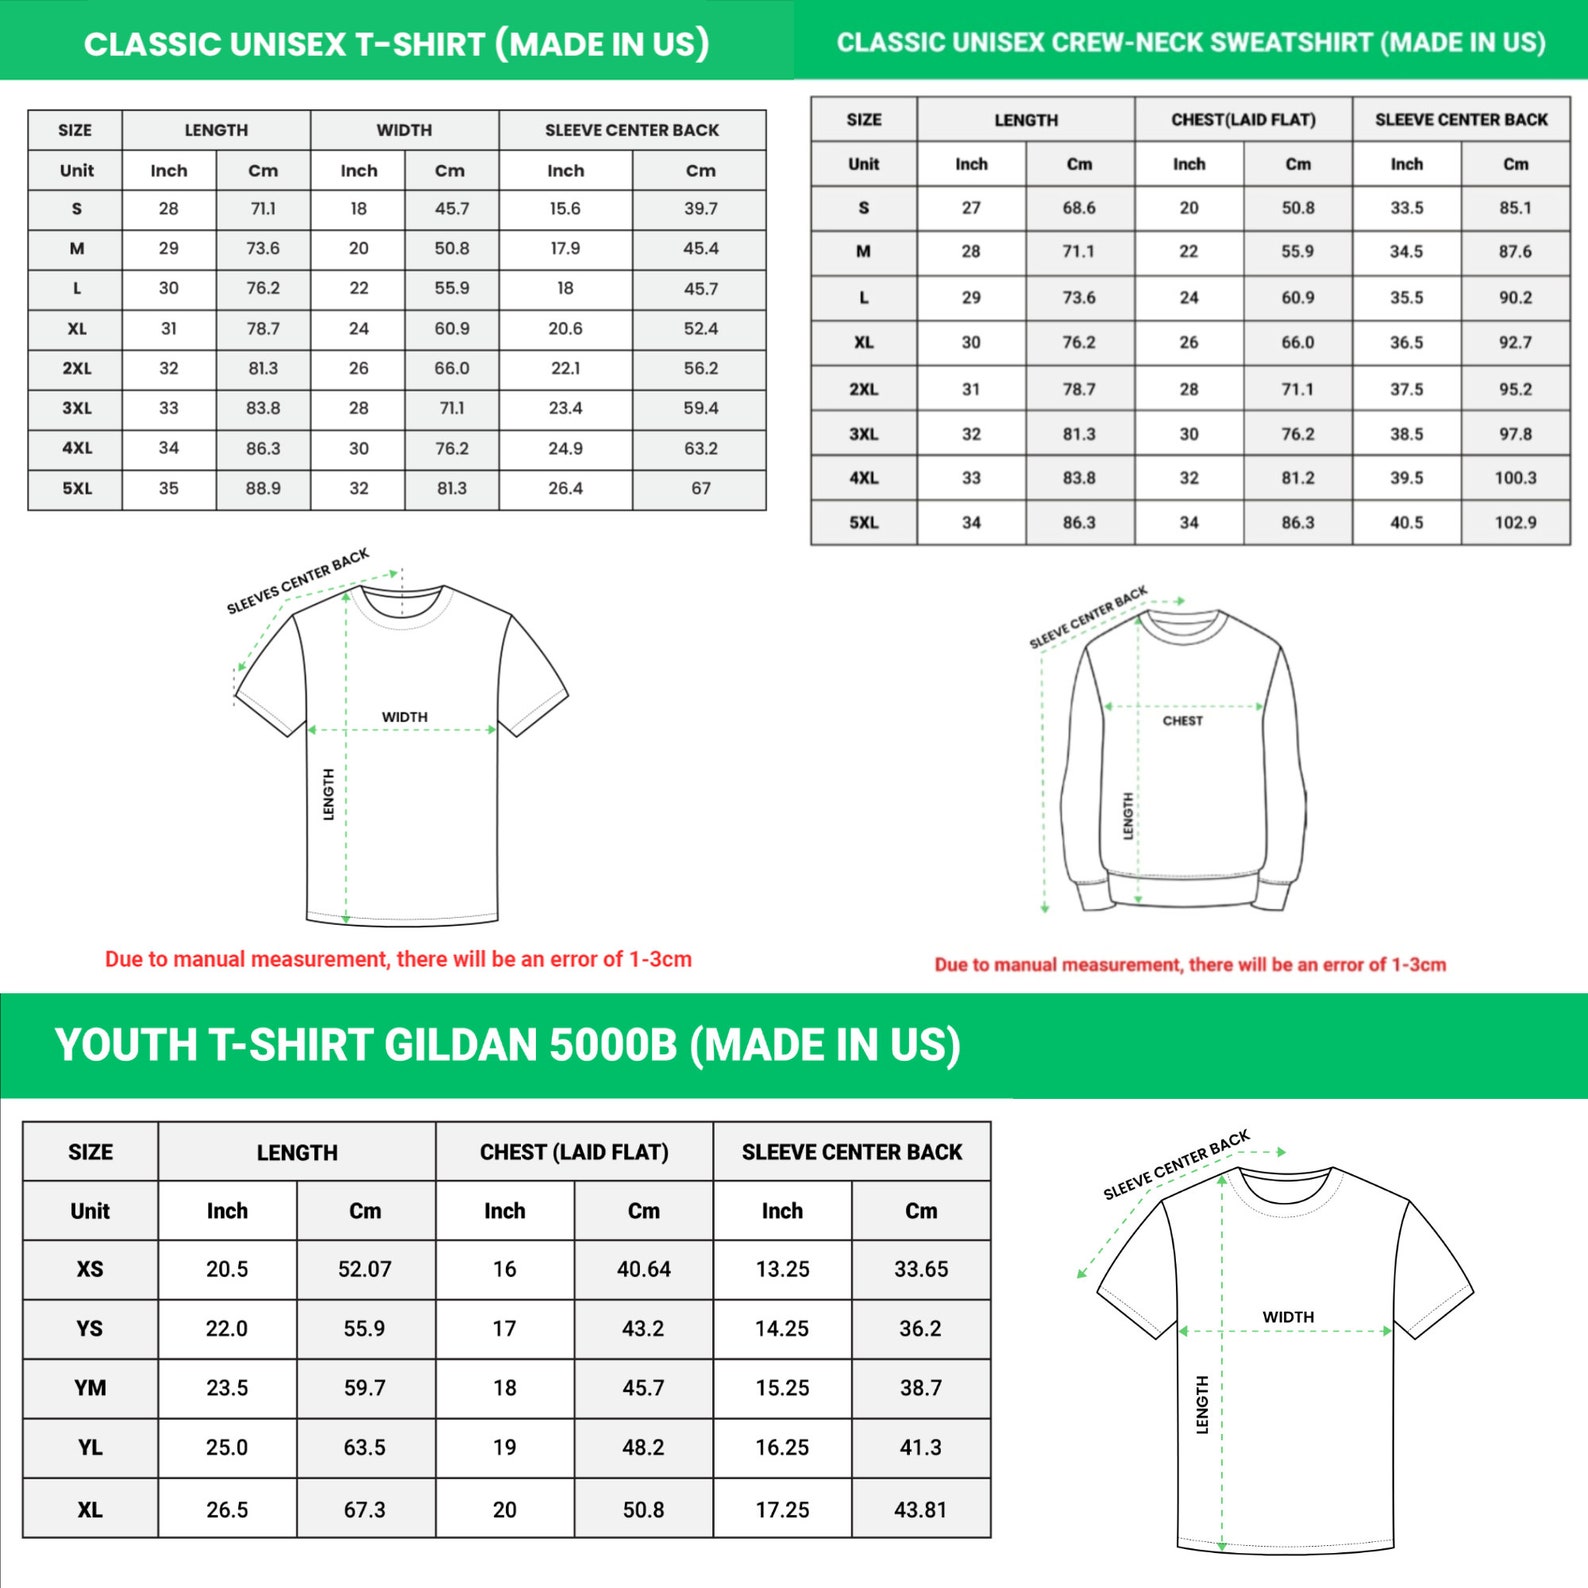 CLASSIC UNISEX T-SHIRT (MADE IN US)
SIZE LENGTH WIDTH SLEEVE CENTER BACK
Unit Inch Cm Inch Cm Inch Cm
S 28 71.1 18 45.7 15.6 39.7
M 29 73.6 20 50.8 17.9 45.4
L 30 76.2 22 55.9 18 45.7
XL 31 78.7 24 60.9 20.6 52.4
2XL 32 81.3 26 66.0 22.1 56.2
3XL 33 83.8 28 71.1 23.4 59.4
4XL 34 86.3 30 76.2 24.9 63.2
5XL 35 88.9 32 81.3 26.4 67
SLEEVES CENTER BACK
WIDTH
LENGTH
Due to manual measurement, there will be an error of 1-3cm
CLASSIC UNISEX CREW-NECK SWEATSHIRT (MADE IN US)
SIZE LENGTH CHEST(LAID FLAT) SLEEVE CENTER BACK
Unit Inch Cm Inch Cm Inch Cm
S 27 68.6 20 50.8 33.5 85.1
M 28 71.1 22 55.9 34.5 87.6
L 29 73.6 24 60.9 35.5 90.2
XL 30 76.2 26 66.0 36.5 92.7
2XL 31 78.7 28 71.1 37.5 95.2
3XL 32 81.3 30 76.2 38.5 97.8
4XL 33 83.8 32 81.2 39.5 100.3
5XL 34 86.3 34 86.3 40.5 102.9
SLEEVE CENTER BACK
CHEST
LENGTH
Due to manual measurement, there will be an error of 1-3cm
YOUTH T-SHIRT GILDAN 5000B (MADE IN US)
SIZE LENGTH CHEST (LAID FLAT) SLEEVE CENTER BACK
Unit Inch Cm Inch Cm Inch Cm
XS 20.5 52.07 16 40.64 13.25 33.65
YS 22.0 55.9 17 43.2 14.25 36.2
YM 23.5 59.7 18 45.7 15.25 38.7
YL 25.0 63.5 19 48.2 16.25 41.3
XL 26.5 67.3 20 50.8 17.25 43.81
SLEEVE CENTER BACK
WIDTH
LENGTH